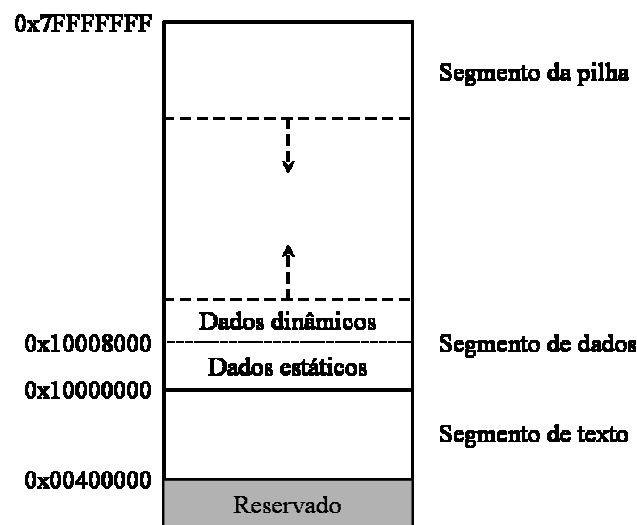 0x7FFFFFFF
Segmento da pilha
Dados dinâmicos
0x10008000
Segmento de dados
Dados estáticos
0x10000000
Segmento de texto
0x00400000
Reservado